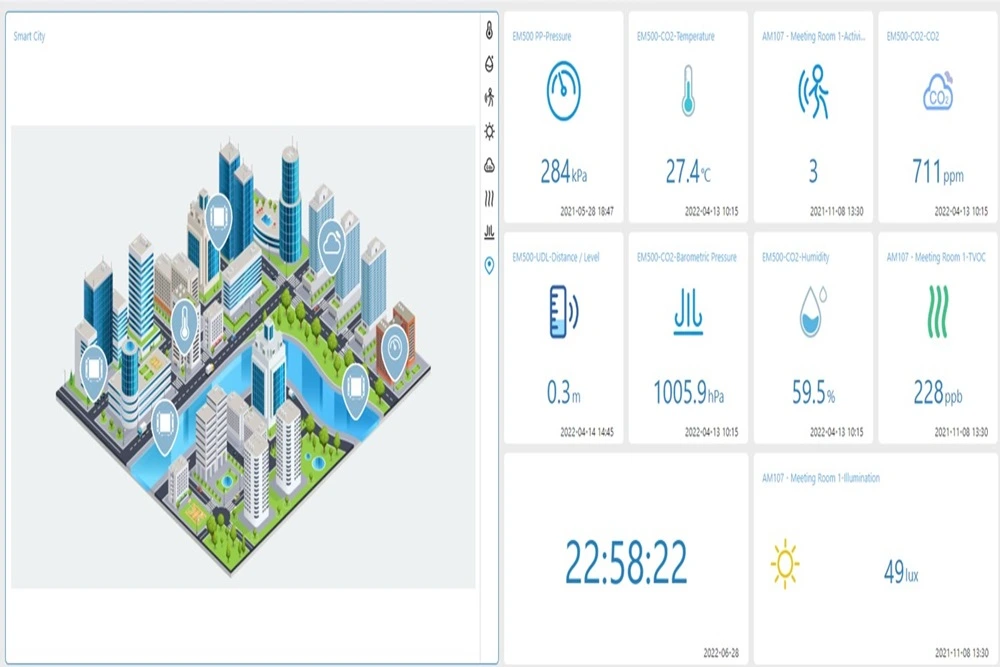 Smart City
EM500 PP-Pressure
284kPa
2021-05-28 18:47
EM500-CO2-Temperature
27.4℃
2022-04-13 10:15
AM107 - Meeting Room 1-Activi...
3
2021-11-08 13:30
EM500-CO2-CO2
CO2
711ppm
2022-04-13 10:15
EM500-UDL-Distance / Level
0.3m
2022-04-14 14:45
EM500-CO2-Barometric Pressure
1005.9hPa
2022-04-13 10:15
EM500-CO2-Humidity
59.5%
2022-04-13 10:15
AM107 - Meeting Room 1-TVOC
228ppb
2021-11-08 13:30
22:58:22
2022-06-28
AM107 - Meeting Room 1-Illumination
49lux
2021-11-08 13:30